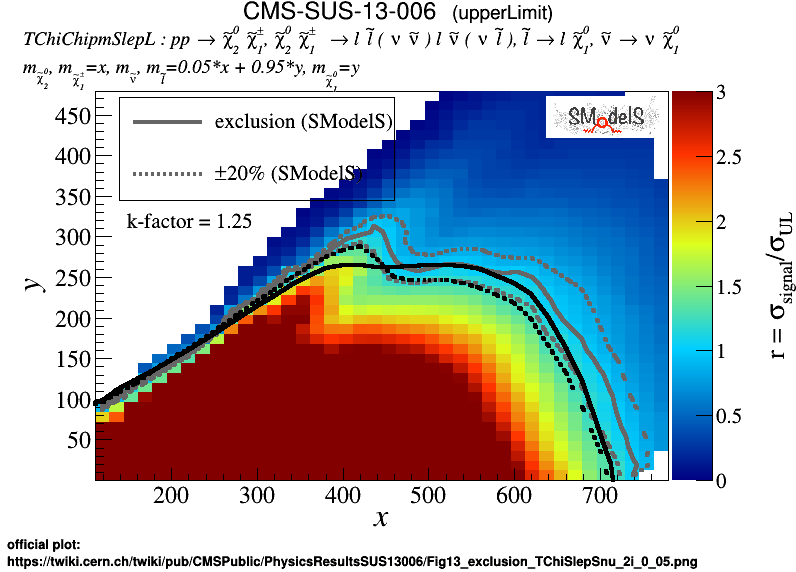 CMS-SUS-13-006 (upperLimit)
TChiChipmSlepL : pp → χ̃⁰₂ χ̃±₁, χ̃⁰₂ χ̃±₁ → l l̃ ( ν ν̃ ) l ν̃ ( ν l̃ ), l̃ → l χ̃⁰₁, ν̃ → ν χ̃⁰₁
m_χ̃⁰₂, m_χ̃±₁=x, m_ν̃, m_l̃=0.05*x + 0.95*y, m_χ̃⁰₁=y
exclusion (SModelS)
±20% (SModelS)
SModelS
k-factor = 1.25
y
450
400
350
300
250
200
150
100
50
200 300 400 500 600 700
x
3
2.5
2
1.5
1
0.5
0
r = σ_signal/σ_UL
official plot:
https://twiki.cern.ch/twiki/pub/CMSPublic/PhysicsResultsSUS13006/Fig13_exclusion_TChiSlepSnu_2i_0_05.png